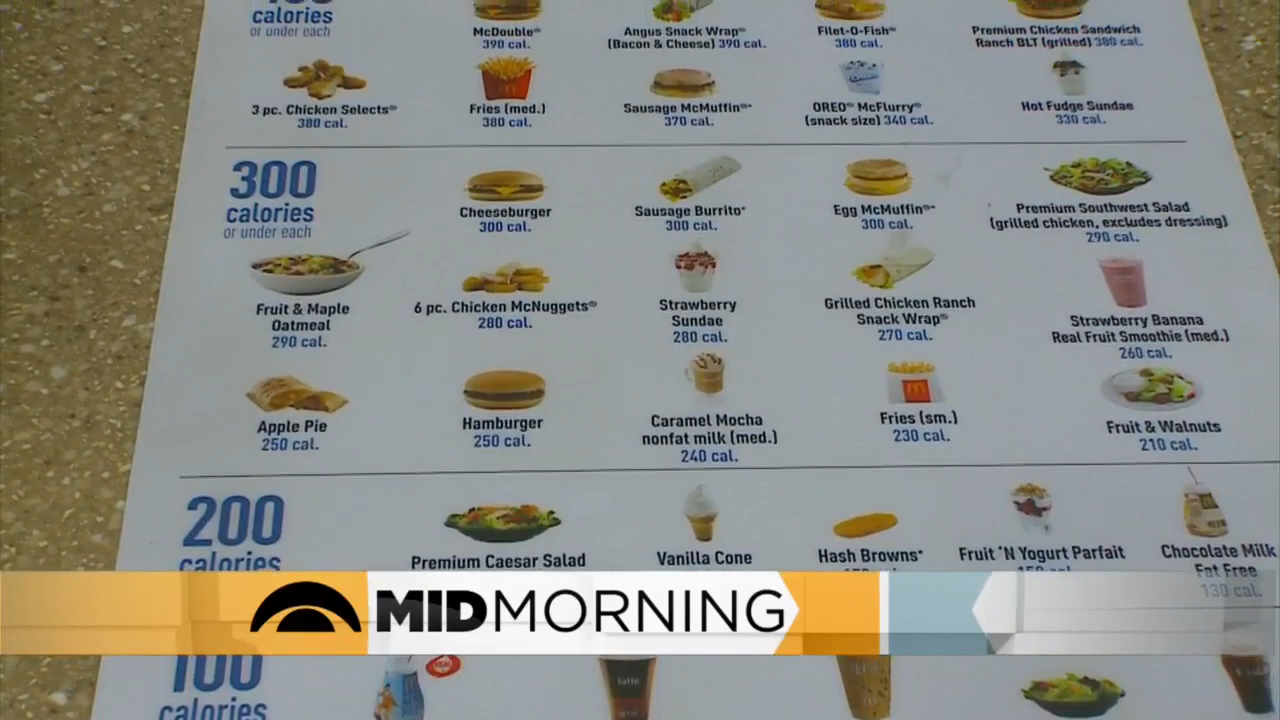 calories
or under each
McDouble®
390 cal.
Angus Snack Wrap®
(Bacon & Cheese) 390 cal.
Filet-O-Fish®
380 cal.
Premium Chicken Sandwich
Ranch BLT (grilled) 380 cal.
3 pc. Chicken Selects®
380 cal.
Fries (med.)
380 cal.
Sausage McMuffin®*
370 cal.
OREO® McFlurry®
(snack size) 340 cal.
Hot Fudge Sundae
330 cal.
300
calories
or under each
Cheeseburger
300 cal.
Sausage Burrito*
300 cal.
Egg McMuffin®*
300 cal.
Premium Southwest Salad
(grilled chicken, excludes dressing)
290 cal.
Fruit & Maple
Oatmeal
290 cal.
6 pc. Chicken McNuggets®
280 cal.
Strawberry
Sundae
280 cal.
Grilled Chicken Ranch
Snack Wrap®
270 cal.
Strawberry Banana
Real Fruit Smoothie (med.)
260 cal.
Apple Pie
250 cal.
Hamburger
250 cal.
Caramel Mocha
nonfat milk (med.)
240 cal.
Fries (sm.)
230 cal.
Fruit & Walnuts
210 cal.
200
calories
Premium Caesar Salad
Vanilla Cone
Hash Browns*
Fruit 'N Yogurt Parfait
Chocolate Milk
Fat Free
130 cal.
MIDMORNING
100
calories
latte